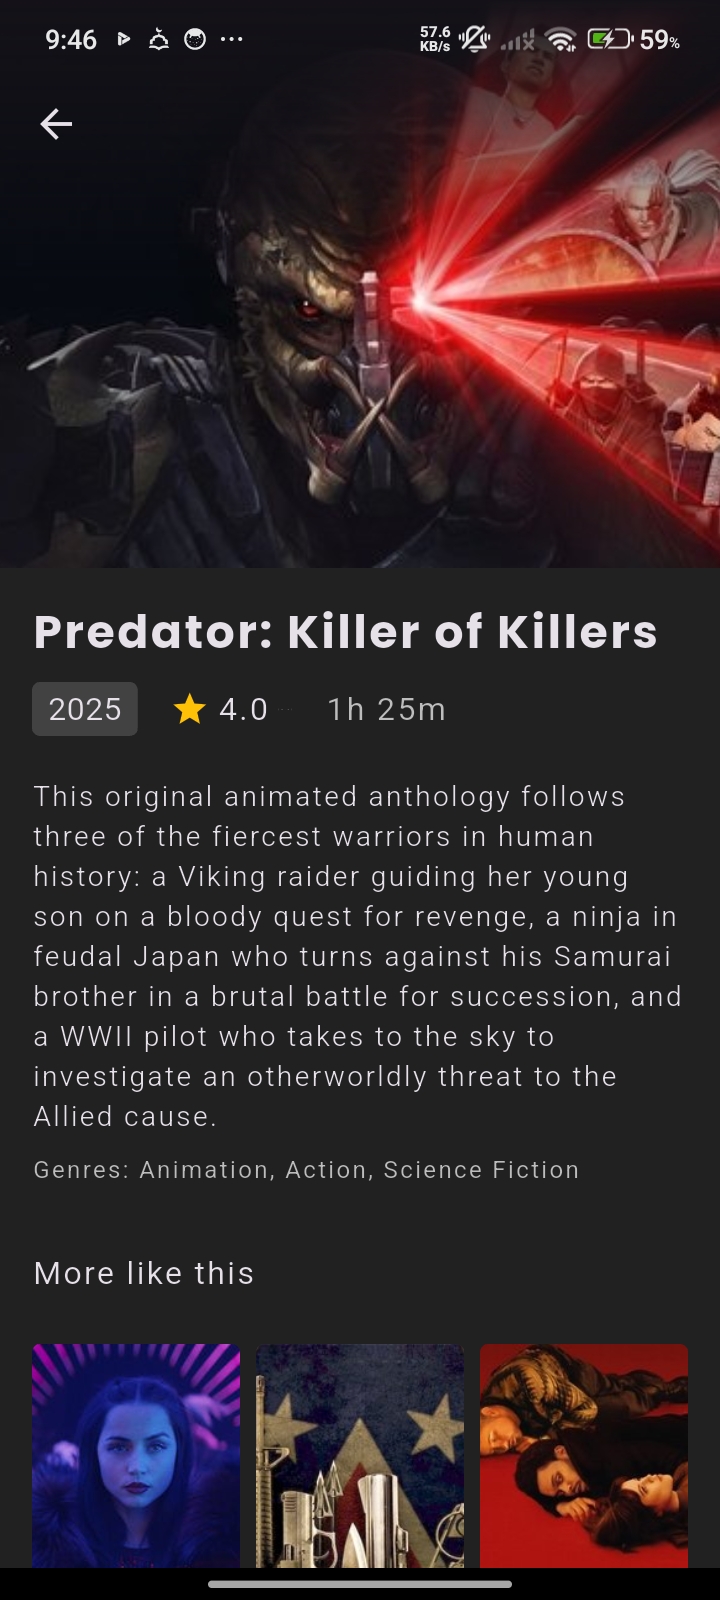 9:46
57.6
KB/s
59%
Predator: Killer of Killers
2025
4.0
1h 25m
This original animated anthology follows
three of the fiercest warriors in human
history: a Viking raider guiding her young
son on a bloody quest for revenge, a ninja in
feudal Japan who turns against his Samurai
brother in a brutal battle for succession, and
a WWII pilot who takes to the sky to
investigate an otherworldly threat to the
Allied cause.
Genres: Animation, Action, Science Fiction
More like this